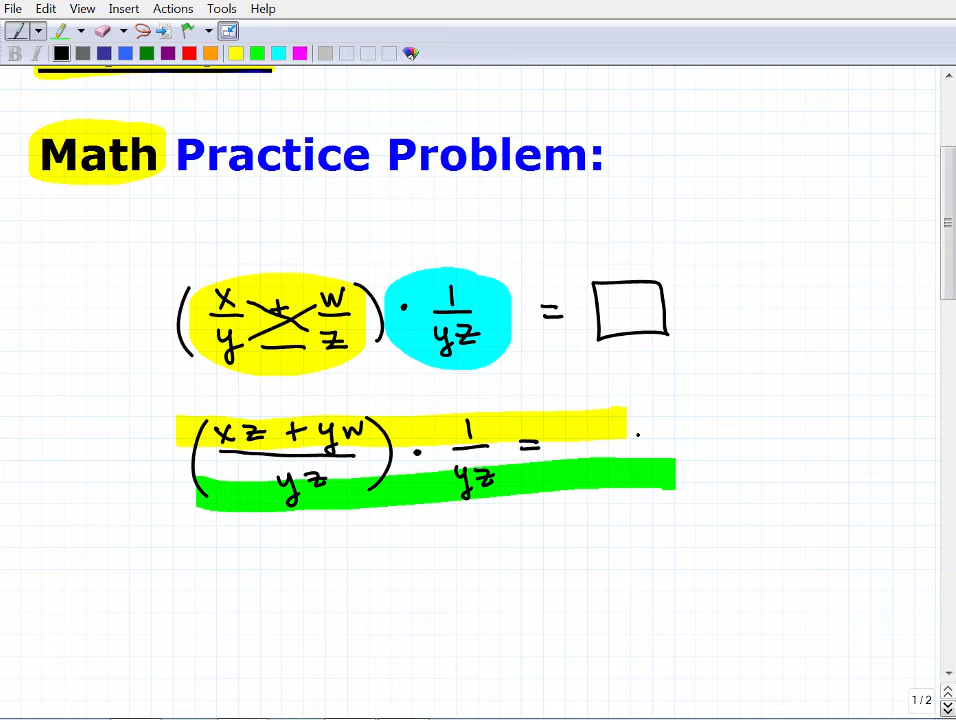 File Edit View Insert Actions Tools Help
B I
Math Practice Problem:
(x/y + w/z) · 1/yz = □
(xz + yw / yz) · 1/yz =
1 / 2